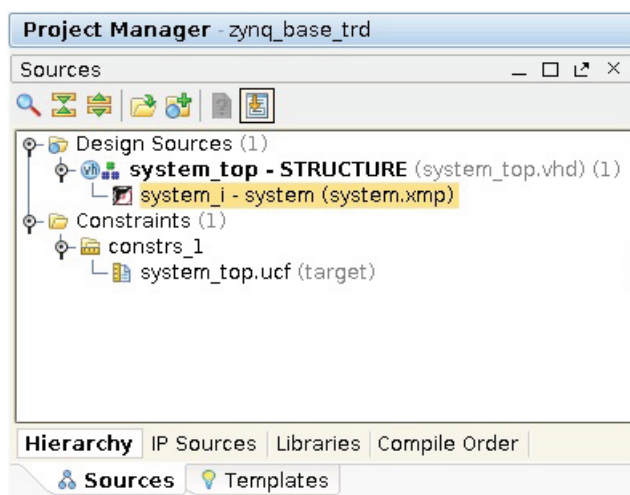 Project Manager - zynq_base_trd
Sources
Design Sources (1)
system_top - STRUCTURE (system_top.vhd) (1)
system_i - system (system.xmp)
Constraints (1)
constrs_1
system_top.ucf (target)
Hierarchy IP Sources Libraries Compile Order
Sources Templates